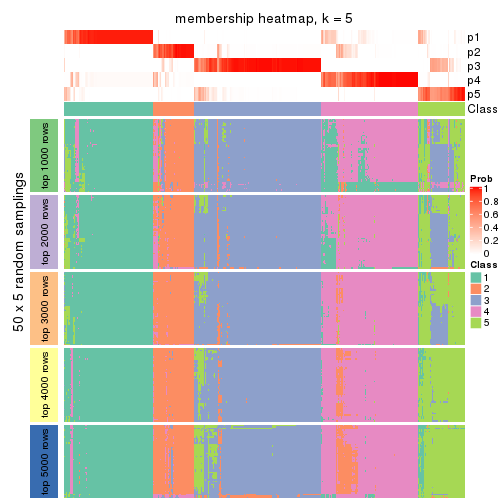 membership heatmap, k = 5
p1
p2
p3
p4
p5
Class
50 x 5 random samplings
top 1000 rows
top 2000 rows
top 3000 rows
top 4000 rows
top 5000 rows
Prob
1
0.8
0.6
0.4
0.2
0
Class
1
2
3
4
5